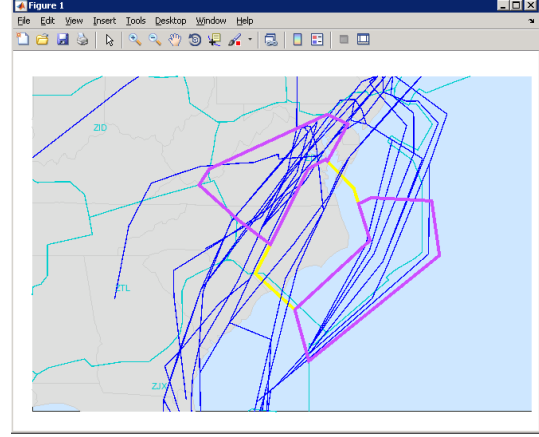 Figure 1
File Edit View Insert Tools Desktop Window Help
ZID
ZTL
ZJX